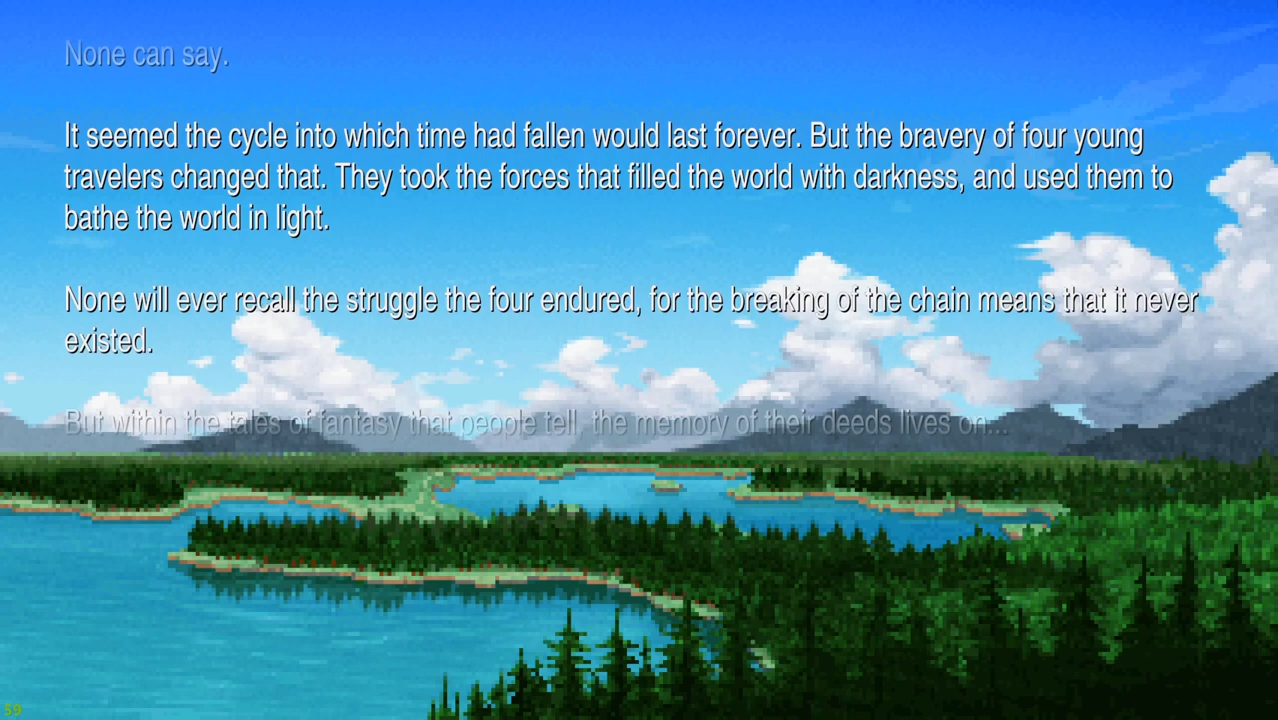 None can say.
It seemed the cycle into which time had fallen would last forever. But the bravery of four young
travelers changed that. They took the forces that filled the world with darkness, and used them to
bathe the world in light.
None will ever recall the struggle the four endured, for the breaking of the chain means that it never
existed.
But within the tales of fantasy that people tell, the memory of their deeds lives on...
59